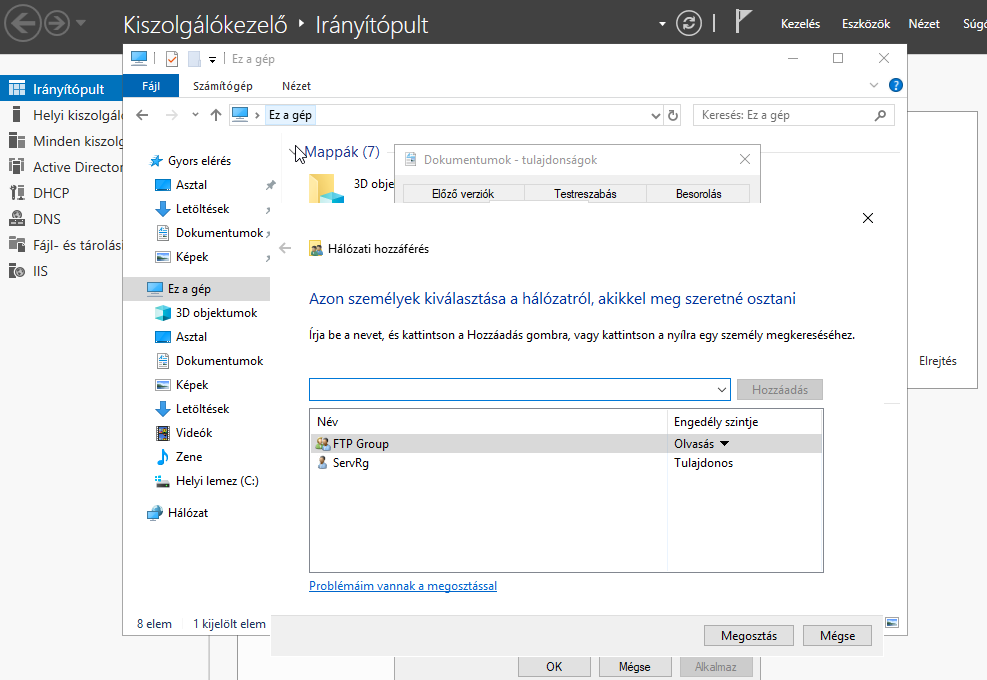 Kiszolgálókezelő ‣ Irányítópult
Kezelés Eszközök Nézet Súgó
Ez a gép
Fájl Számítógép Nézet
Ez a gép
Keresés: Ez a gép
Irányítópult
Helyi kiszolgáló
Minden kiszolg
Active Director
DHCP
DNS
Fájl- és tárolási
IIS
Gyors elérés
Asztal
Letöltések
Dokumentumok
Képek
Ez a gép
3D objektumok
Asztal
Dokumentumok
Képek
Letöltések
Videók
Zene
Helyi lemez (C:)
Hálózat
8 elem 1 kijelölt elem
Mappák (7)
3D obje
Dokumentumok - tulajdonságok
Előző verziók Testreszabás Besorolás
Hálózati hozzáférés
Azon személyek kiválasztása a hálózatról, akikkel meg szeretné osztani
Írja be a nevet, és kattintson a Hozzáadás gombra, vagy kattintson a nyílra egy személy megkereséséhez.
Hozzáadás
Név Engedély szintje
FTP Group Olvasás
ServRg Tulajdonos
Problémáim vannak a megosztással
Megosztás Mégse
OK Mégse Alkalmaz
Elrejtés